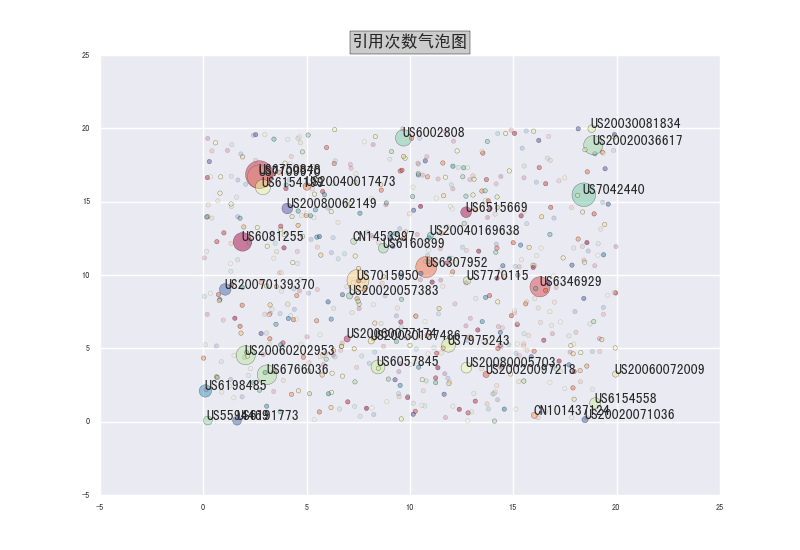 引用次数气泡图
25
US20030081834
US6002808
US20020036617
20
US6154199
US20040017473
US7042440
US20080062149
US6515669
15
US20040169638
US6081255
CN1453997
US6160899
US6307952
US7015950
US7770115
US6346929
10
US20070139370
US20020057383
US7975243
US20060202953
US20080005703
5
US6057845
US20020097218
US6766036
US20060072009
US6198485
US6154558
CN101437124
US20020071036
0
-5
-5
0
5
10
15
20
25